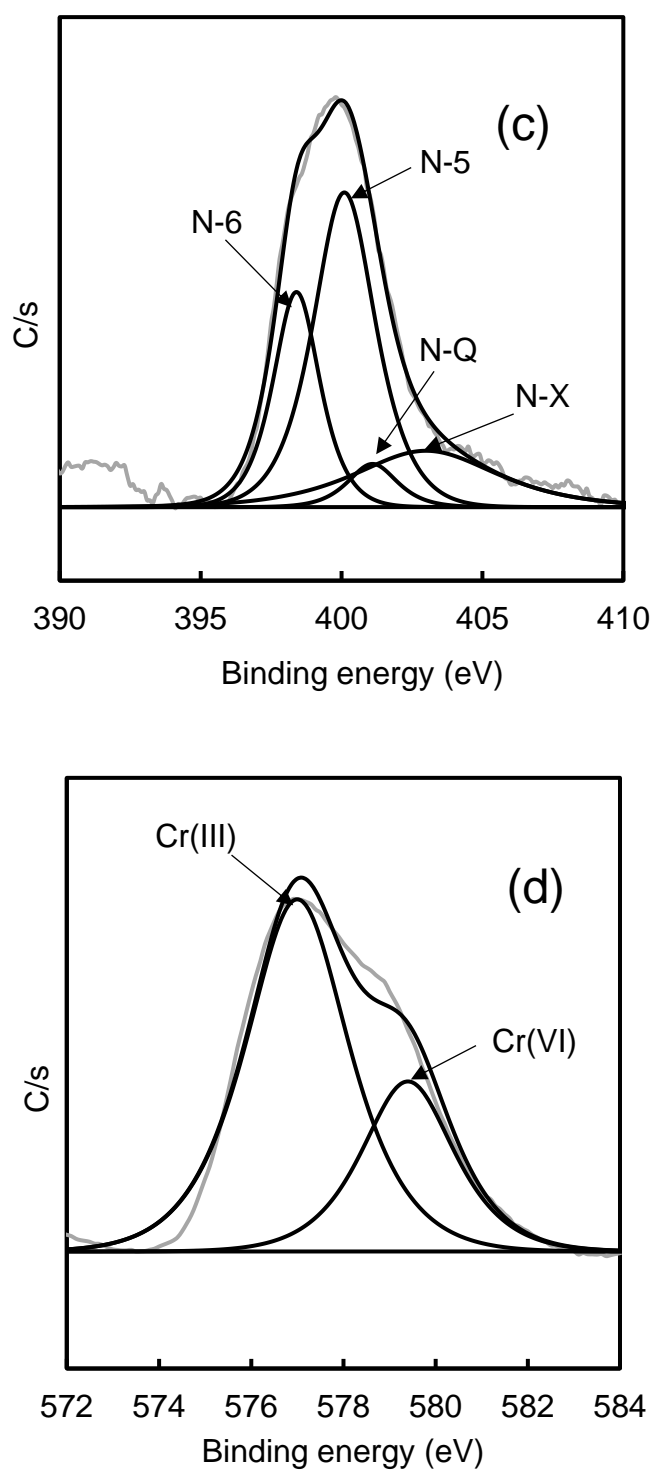 (c)
N-5
N-6
N-Q
N-X
C/s
390 395 400 405 410
Binding energy (eV)
Cr(III)
(d)
Cr(VI)
C/s
572 574 576 578 580 582 584
Binding energy (eV)